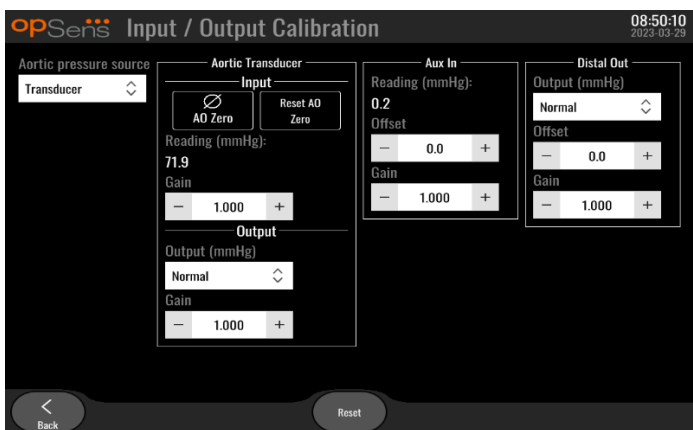 opSens Input / Output Calibration
08:50:10
2023-03-29
Aortic pressure source
Transducer
Aortic Transducer
Input
AO Zero
Reset AO
Zero
Reading (mmHg):
71.9
Gain
− 1.000 +
Output
Output (mmHg)
Normal
Gain
− 1.000 +
Aux In
Reading (mmHg):
0.2
Offset
− 0.0 +
Gain
− 1.000 +
Distal Out
Output (mmHg)
Normal
Offset
− 0.0 +
Gain
− 1.000 +
Back
Reset